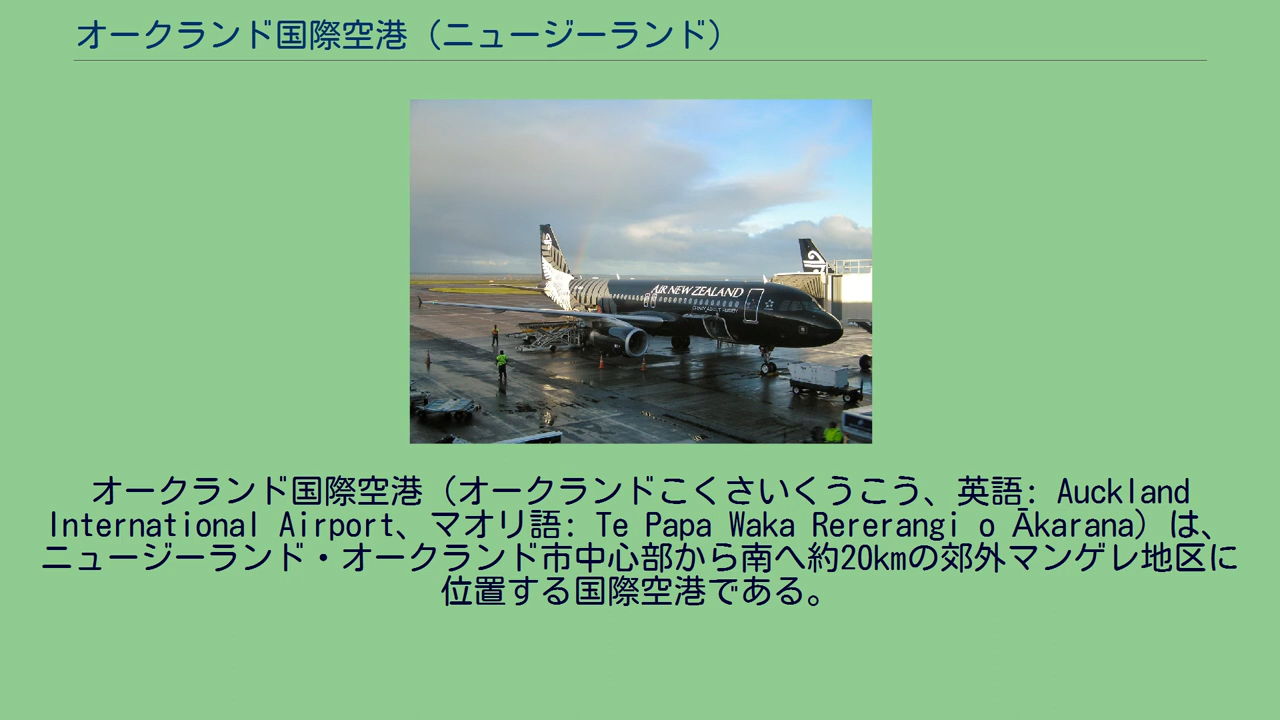 オークランド国際空港（ニュージーランド）
AIR NEW ZEALAND
オークランド国際空港（オークランドこくさいくうこう、英語: Auckland
International Airport、マオリ語: Te Papa Waka Rererangi o Ākarana）は、
ニュージーランド・オークランド市中心部から南へ約20kmの郊外マンゲレ地区に
位置する国際空港である。